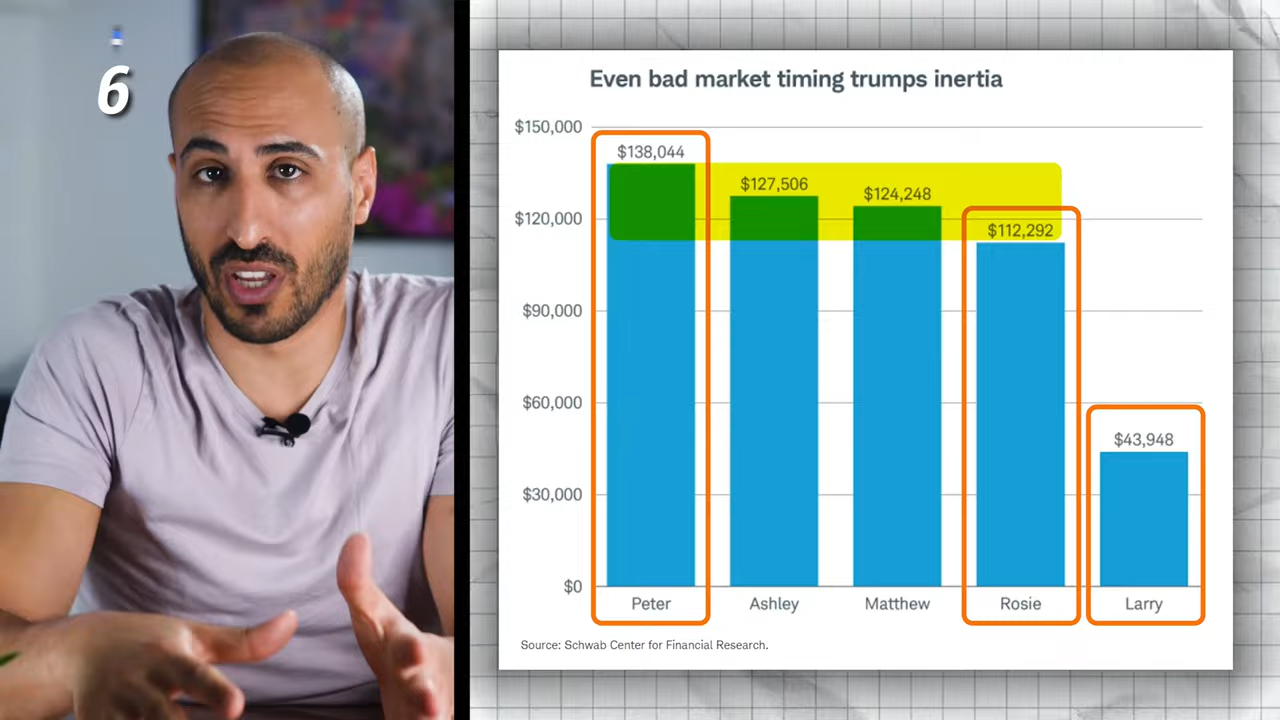 6
Even bad market timing trumps inertia
$150,000
$138,044
$127,506
$124,248
$120,000
$112,292
$90,000
$60,000
$43,948
$30,000
$0
Peter
Ashley
Matthew
Rosie
Larry
Source: Schwab Center for Financial Research.